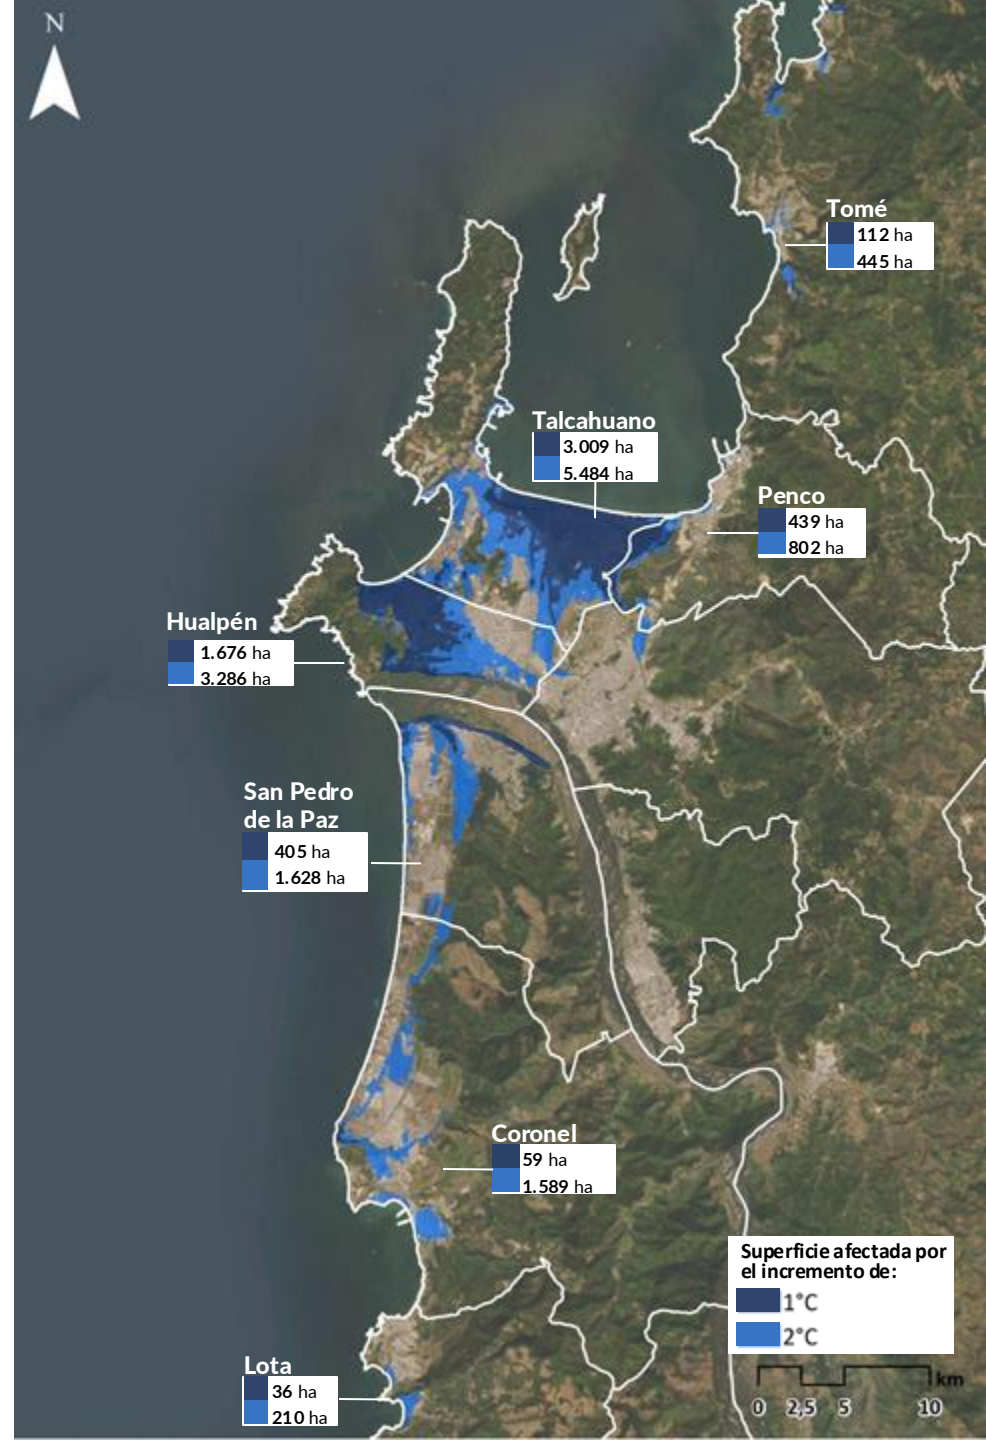 N
Tomé
112 ha
445 ha
Talcahuano
3.009 ha
5.484 ha
Penco
439 ha
802 ha
Hualpén
1.676 ha
3.286 ha
San Pedro
de la Paz
405 ha
1.628 ha
Coronel
59 ha
1.589 ha
Superficie afectada por
el incremento de:
1°C
2°C
Lota
36 ha
210 ha
km
0 2,5 5 10